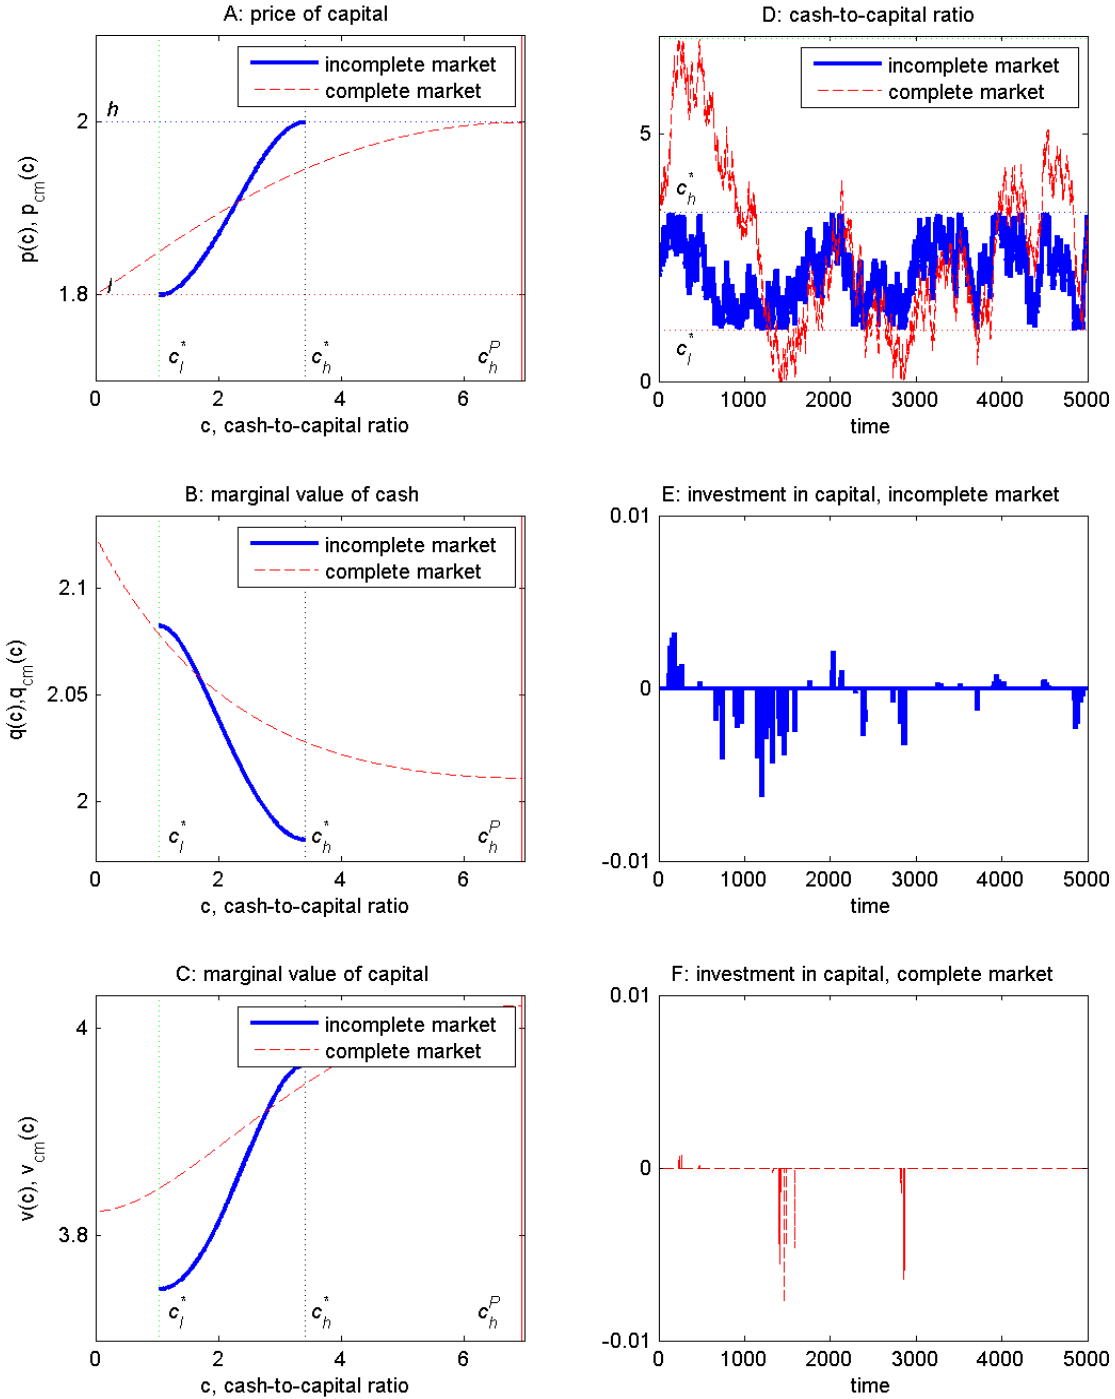 A: price of capital
incomplete market
complete market
h
2
l
1.8
p(c), p_cm(c)
c_l^*
c_h^*
c_h^P
0
2
4
6
c, cash-to-capital ratio
D: cash-to-capital ratio
incomplete market
complete market
5
c_h^*
c_l^*
0
0
1000
2000
3000
4000
5000
time
B: marginal value of cash
incomplete market
complete market
2.1
2.05
2
q(c),q_cm(c)
c_l^*
c_h^*
c_h^P
0
2
4
6
c, cash-to-capital ratio
E: investment in capital, incomplete market
0.01
0
-0.01
0
1000
2000
3000
4000
5000
time
C: marginal value of capital
incomplete market
complete market
4
3.8
v(c), v_cm(c)
c_l^*
c_h^*
c_h^P
0
2
4
6
c, cash-to-capital ratio
F: investment in capital, complete market
0.01
0
-0.01
0
1000
2000
3000
4000
5000
time